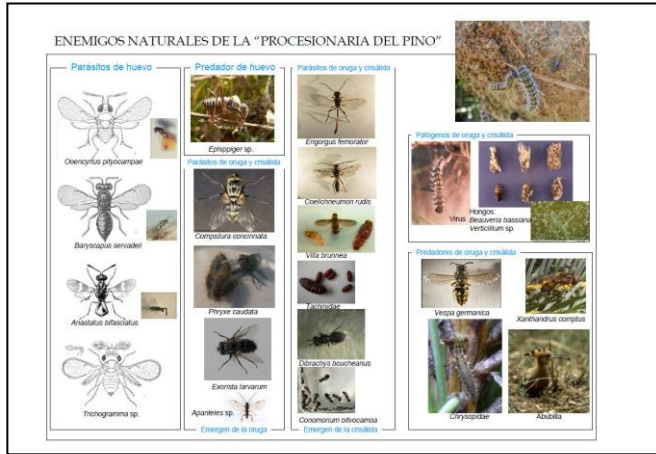 ENEMIGOS NATURALES DE LA “PROCESIONARIA DEL PINO”
Parásitos de huevo
Ooencyrtus pityocampae
Baryscapus servadei
Anastatus bifasciatus
Trichogramma sp.
Predador de huevo
Ephippiger sp.
Parásitos de oruga y crisálida
Compsilura concinnata
Phryxe caudata
Exorista larvarum
Apanteles sp.
Emergen de la oruga
Parásitos de oruga y crisálida
Erigorgus femorator
Coelichneumon rudis
Villa brunnea
Tachinidae
Dibrachys boucheanus
Conomorium
Emergen de la crisálida
Patógenos de oruga y crisálida
Virus
Hongos:
Beauveria bassiana
Verticillium sp.
Predadores de oruga y crisálida
Vespa germanica
Xanthandrus comptus
Chrysopidae
Abubilla